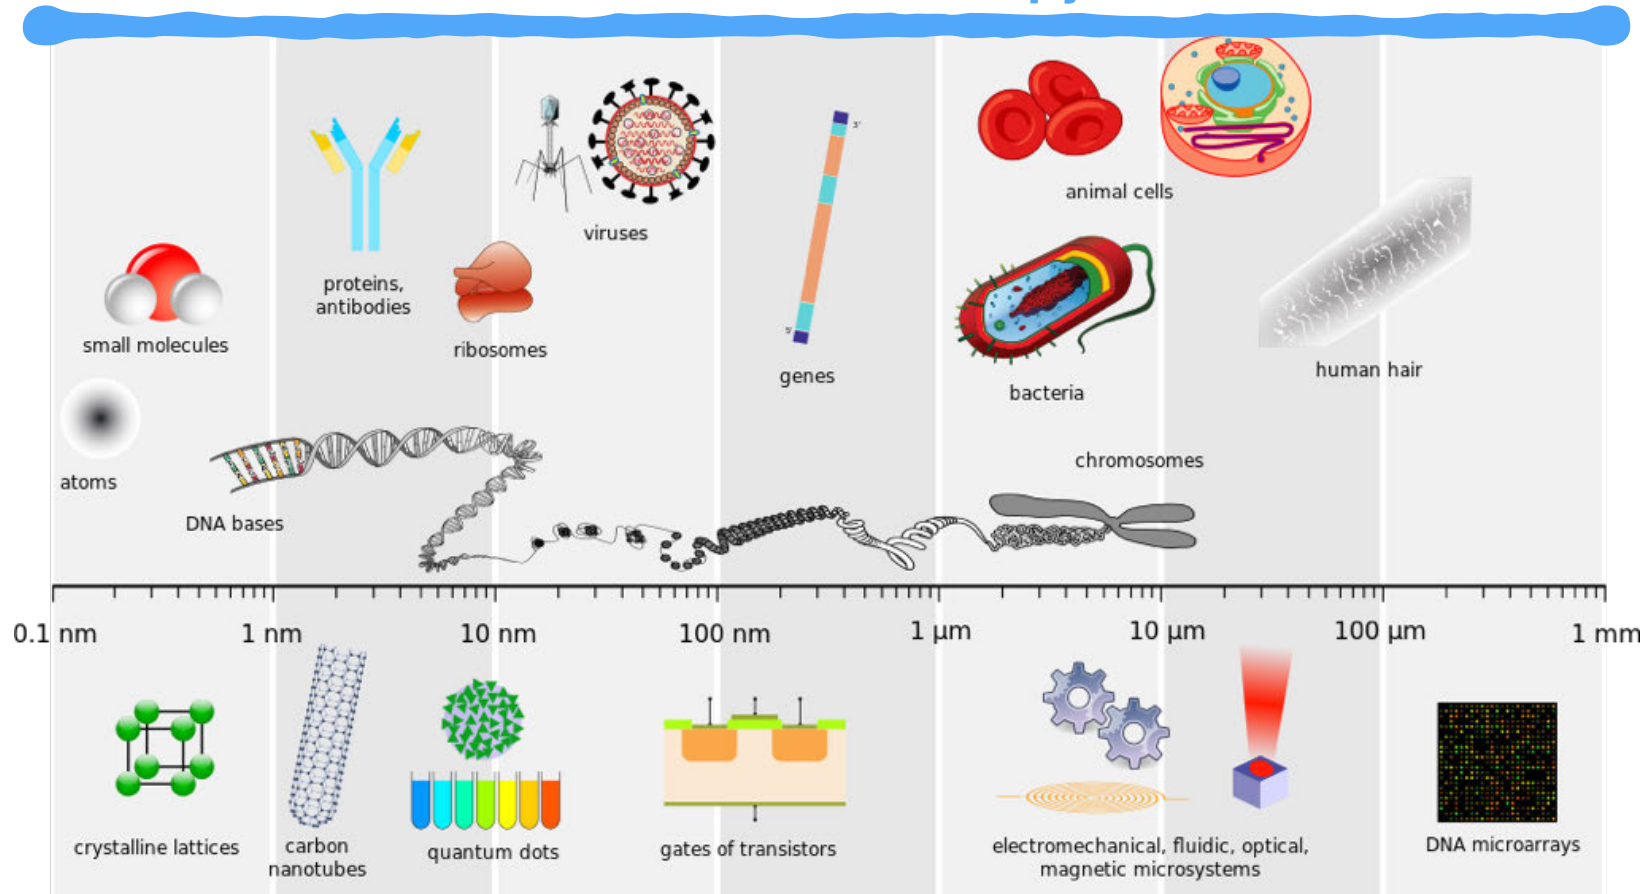 viruses
animal cells
proteins,
antibodies
small molecules
ribosomes
genes
bacteria
human hair
3'
5'
atoms
DNA bases
chromosomes
0.1 nm
1 nm
10 nm
100 nm
1 µm
10 µm
100 µm
1 mm
crystalline lattices
carbon
nanotubes
quantum dots
gates of transistors
electromechanical, fluidic, optical,
magnetic microsystems
DNA microarrays